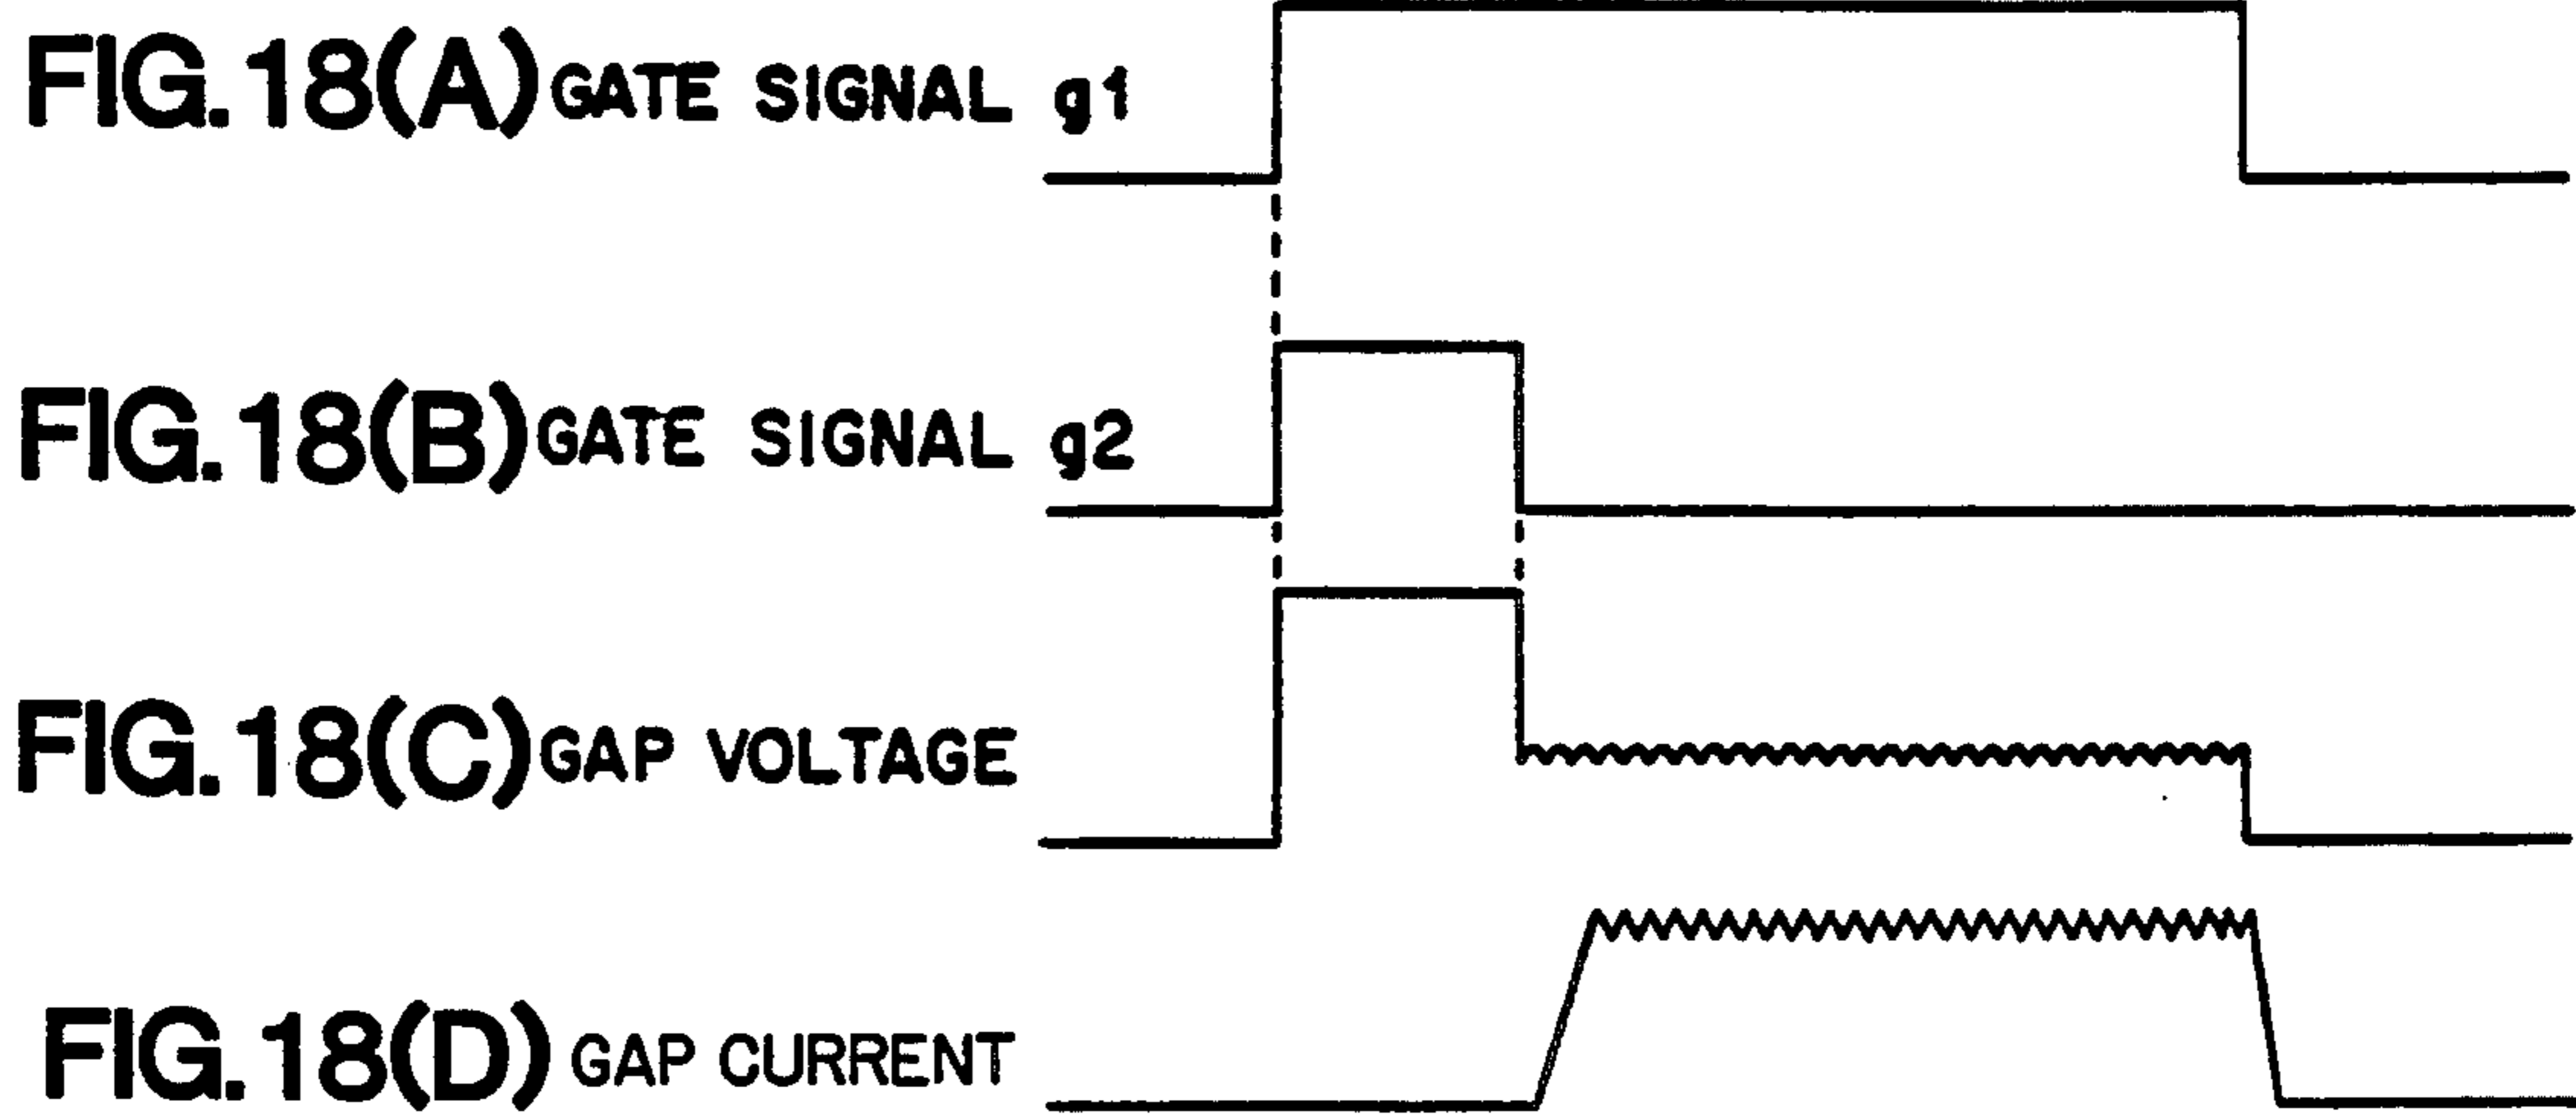 FIG.18(A) GATE SIGNAL g1
FIG.18(B) GATE SIGNAL g2
FIG.18(C) GAP VOLTAGE
FIG.18(D) GAP CURRENT